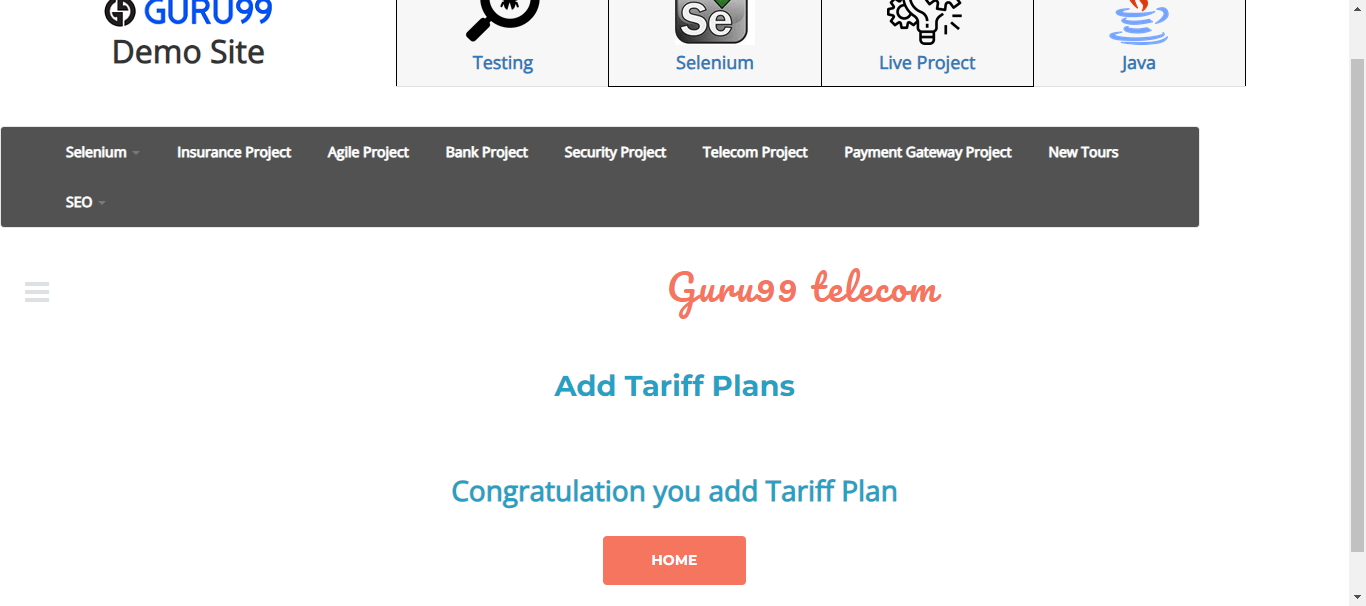 GURU99
Demo Site
Se
Testing
Selenium
Live Project
Java
Selenium
Insurance Project
Agile Project
Bank Project
Security Project
Telecom Project
Payment Gateway Project
New Tours
SEO
Guru99 telecom
Add Tariff Plans
Congratulation you add Tariff Plan
HOME